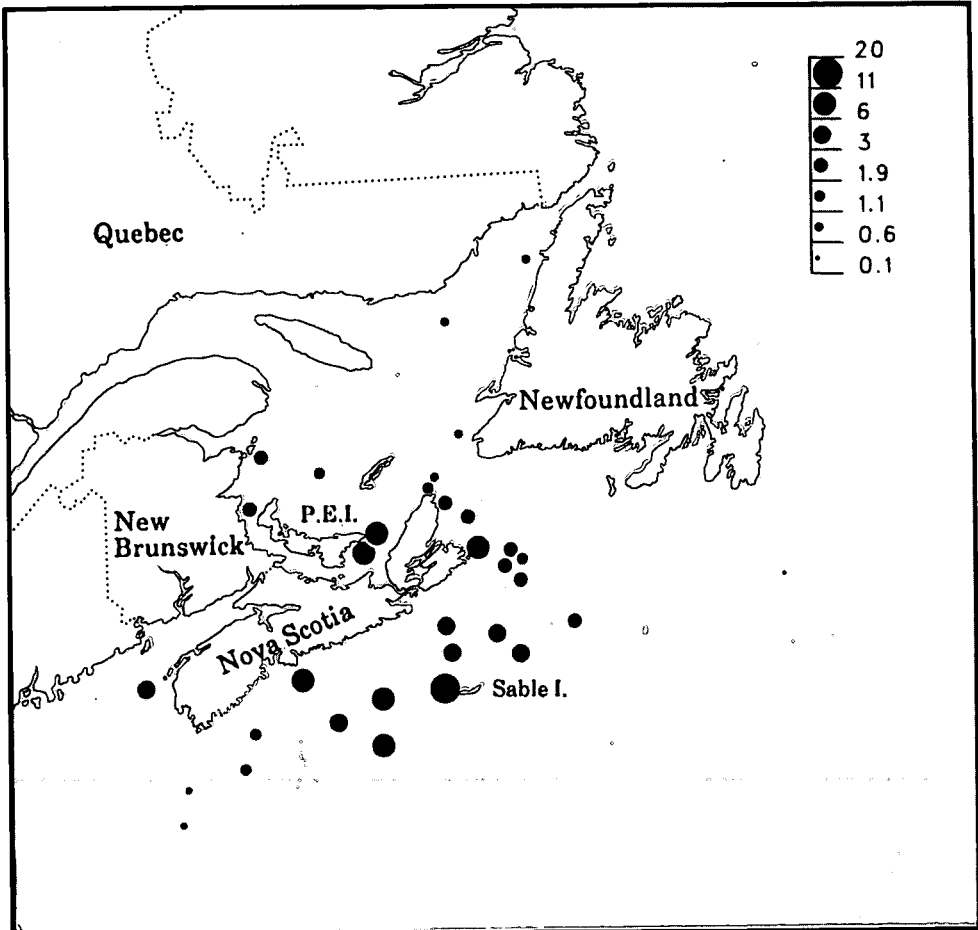 20
11
6
3
1.9
1.1
0.6
0.1
Quebec
Newfoundland
P.E.I.
New
Brunswick
Nova Scotia
Sable I.